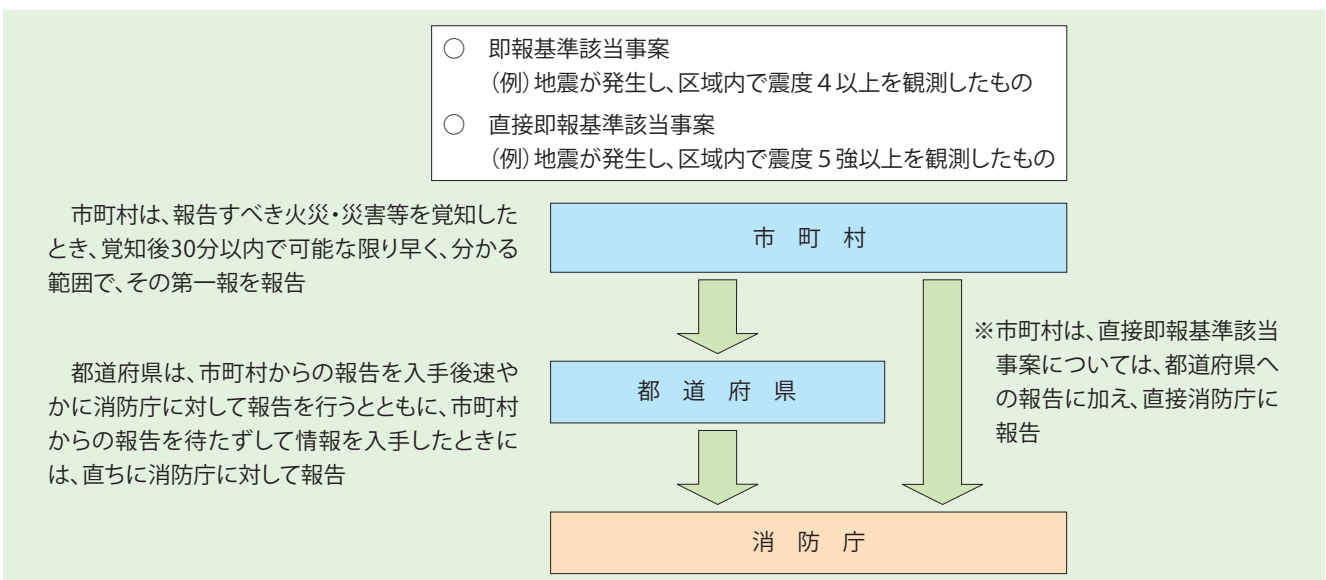 ○　即報基準該当事案
（例）地震が発生し、区域内で震度４以上を観測したもの
○　直接即報基準該当事案
（例）地震が発生し、区域内で震度５強以上を観測したもの
市町村は、報告すべき火災・災害等を覚知した
とき、覚知後30分以内で可能な限り早く、分かる
範囲で、その第一報を報告
市　町　村
※市町村は、直接即報基準該当
事案については、都道府県へ
の報告に加え、直接消防庁に
報告
都道府県は、市町村からの報告を入手後速や
かに消防庁に対して報告を行うとともに、市町村
からの報告を待たずして情報を入手したときに
は、直ちに消防庁に対して報告
都　道　府　県
消　防　庁